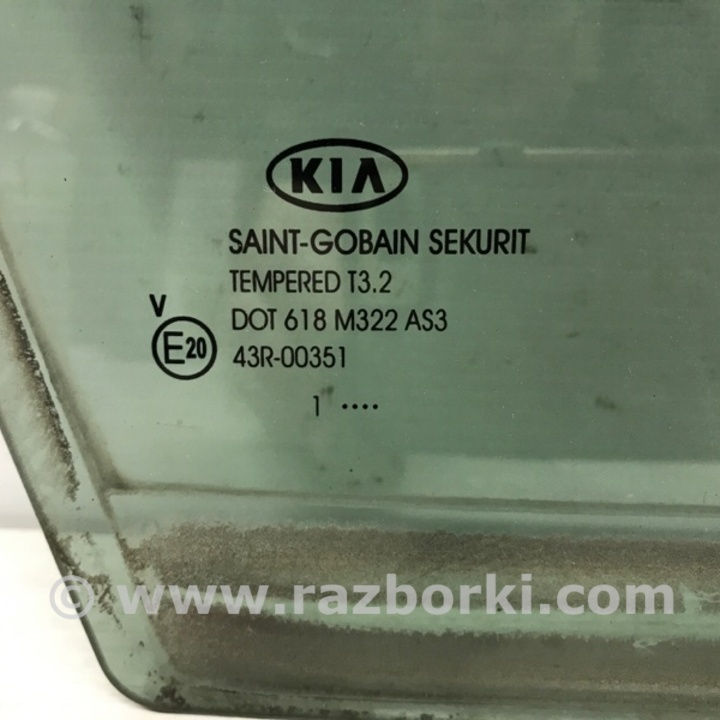 KIA
SAINT-GOBAIN SEKURIT
TEMPERED T3.2
V
DOT 618 M322 AS3
E20 43R-00351
1 ....
© www.razborki.com